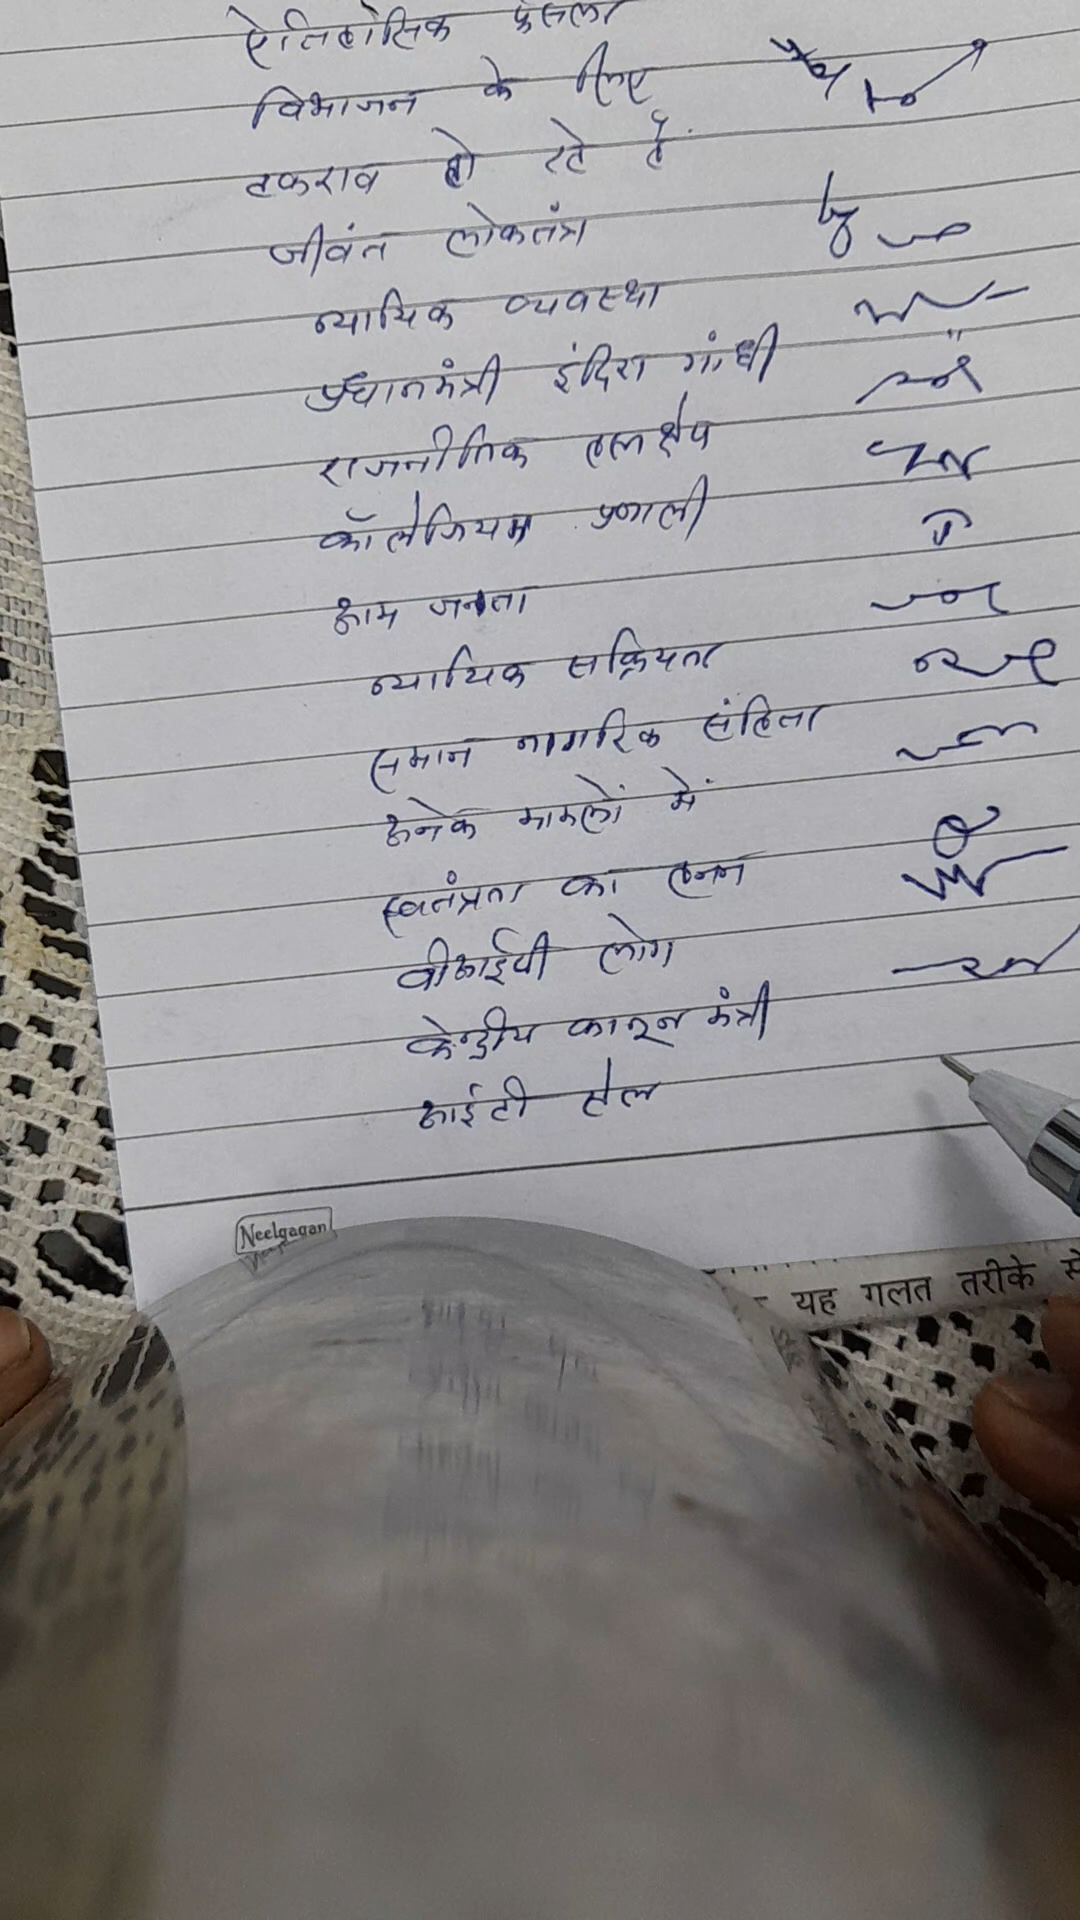 ऐतिहासिक फैसला
विभाजन के लिए
टकराव हो रहे हैं
जीवंत लोकतंत्र
न्यायिक व्यवस्था
प्रधानमंत्री इंदिरा गांधी
राजनीतिक हस्तक्षेप
कॉलेजियम प्रणाली
आम जनता
न्यायिक सक्रियता
समान नागरिक संहिता
अनेक मामलों में
स्वतंत्रता का हनन
वीआईपी लोग
केन्द्रीय कानून मंत्री
आईटी सेल
Neelgagan
यह गलत तरीके से